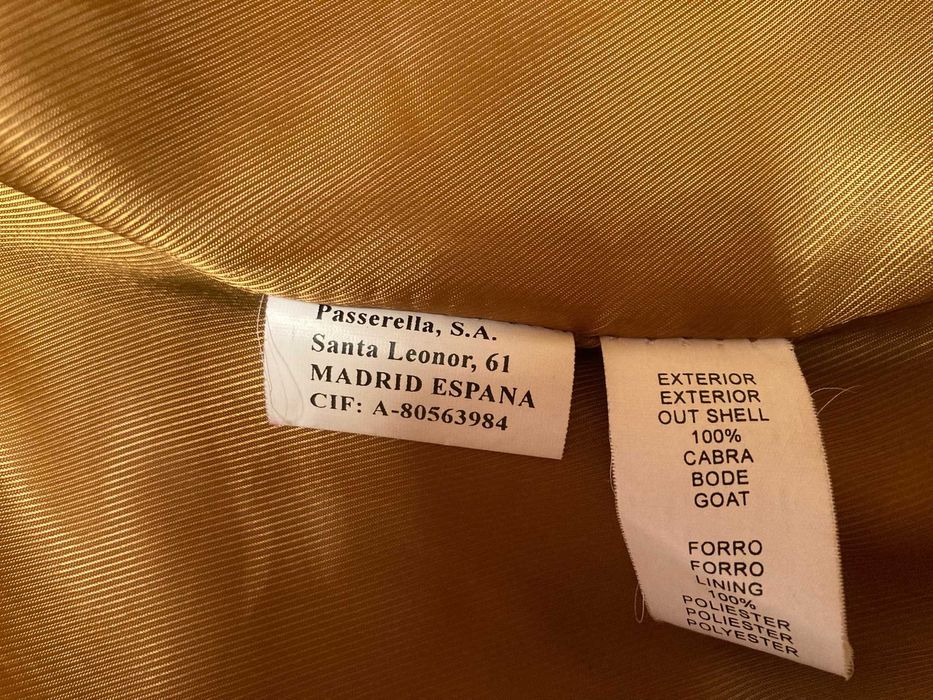 Passerella, S.A.
Santa Leonor, 61
MADRID ESPANA
CIF: A-80563984
EXTERIOR
EXTERIOR
OUT SHELL
100%
CABRA
BODE
GOAT
FORRO
FORRO
LINING
100%
POLIESTER
POLIESTER
POLYESTER